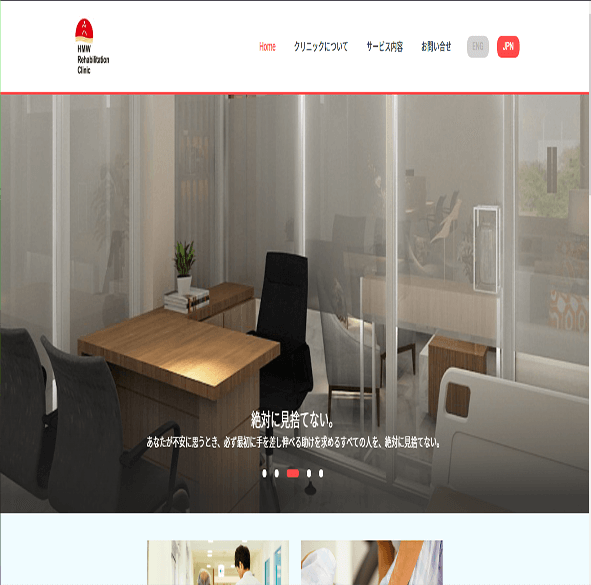 HMW
Rehabilitation
Clinic
Home クリニックについて サービス内容 お問い合せ ENG JPN
絶対に見捨てない。
あなたが不安に思うとき、必ず最初に手を差し伸べる助けを求めるすべての人を、絶対に見捨てない。